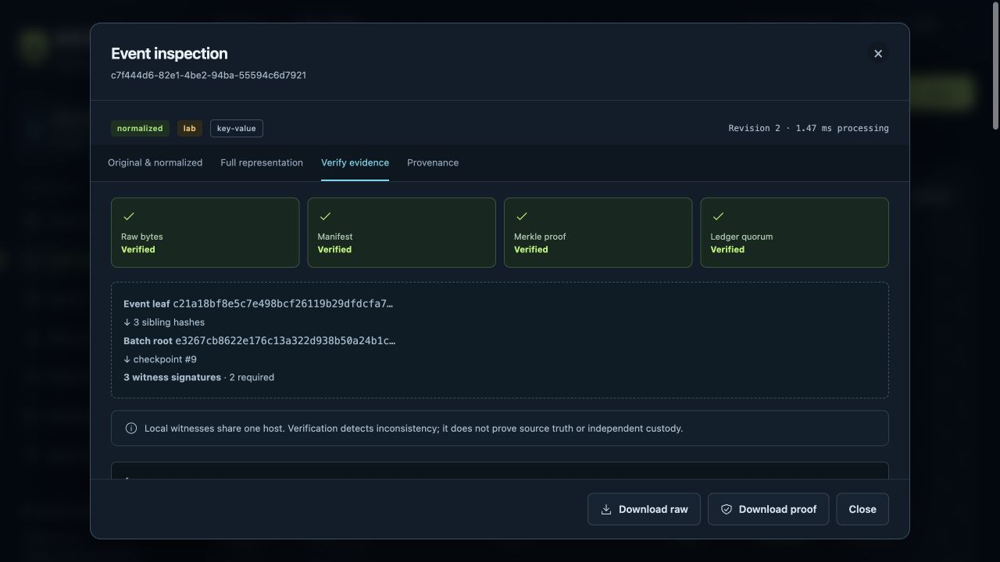 Event inspection
c7f444d6-82e1-4be2-94ba-55594c6d7921
normalized lab key-value Revision 2 · 1.47 ms processing
Original & normalized Full representation Verify evidence Provenance
Raw bytes Manifest Merkle proof Ledger quorum
Verified Verified Verified Verified
Event leaf c21a18bf8e5c7e498bcf26119b29dfdcfa7…
↓ 3 sibling hashes
Batch root e3267cb8622e176c13a322d938b50a24b1c…
↓ checkpoint #9
3 witness signatures · 2 required
Local witnesses share one host. Verification detects inconsistency; it does not prove source truth or independent custody.
Download raw Download proof Close